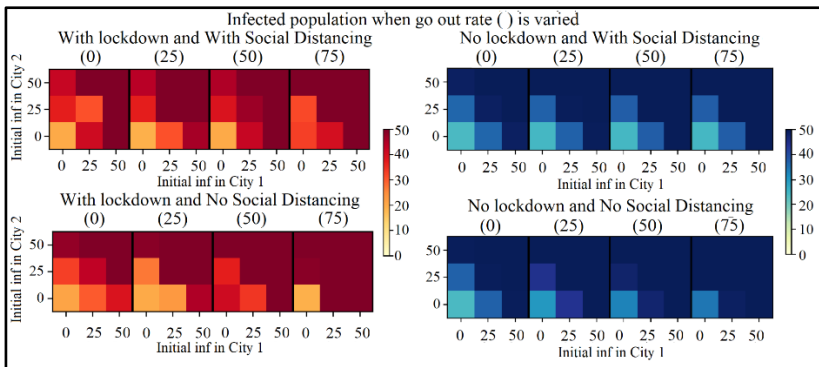 Infected population when go out rate ( ) is varied
With lockdown and With Social Distancing
(0) (25) (50) (75)
Initial inf in City 2
50
25
0
0 25 50 0 25 50 0 25 50 0 25 50
Initial inf in City 1
50
40
30
20
10
0
No lockdown and With Social Distancing
(0) (25) (50) (75)
Initial inf in City 2
50
25
0
0 25 50 0 25 50 0 25 50 0 25 50
Initial inf in City 1
50
40
30
20
10
0
With lockdown and No Social Distancing
(0) (25) (50) (75)
Initial inf in City 2
50
25
0
0 25 50 0 25 50 0 25 50 0 25 50
Initial inf in City 1
No lockdown and No Social Distancing
(0) (25) (50) (75)
50
25
0
0 25 50 0 25 50 0 25 50 0 25 50
Initial inf in City 1